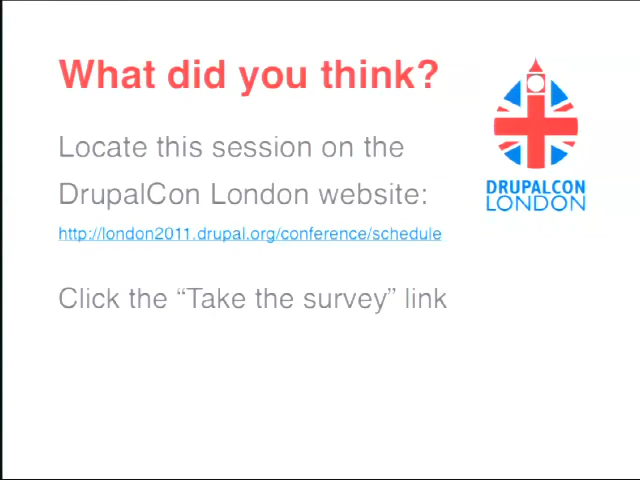 What did you think?
Locate this session on the
DrupalCon London website:
http://london2011.drupal.org/conference/schedule
Click the “Take the survey” link
DRUPALCON
LONDON